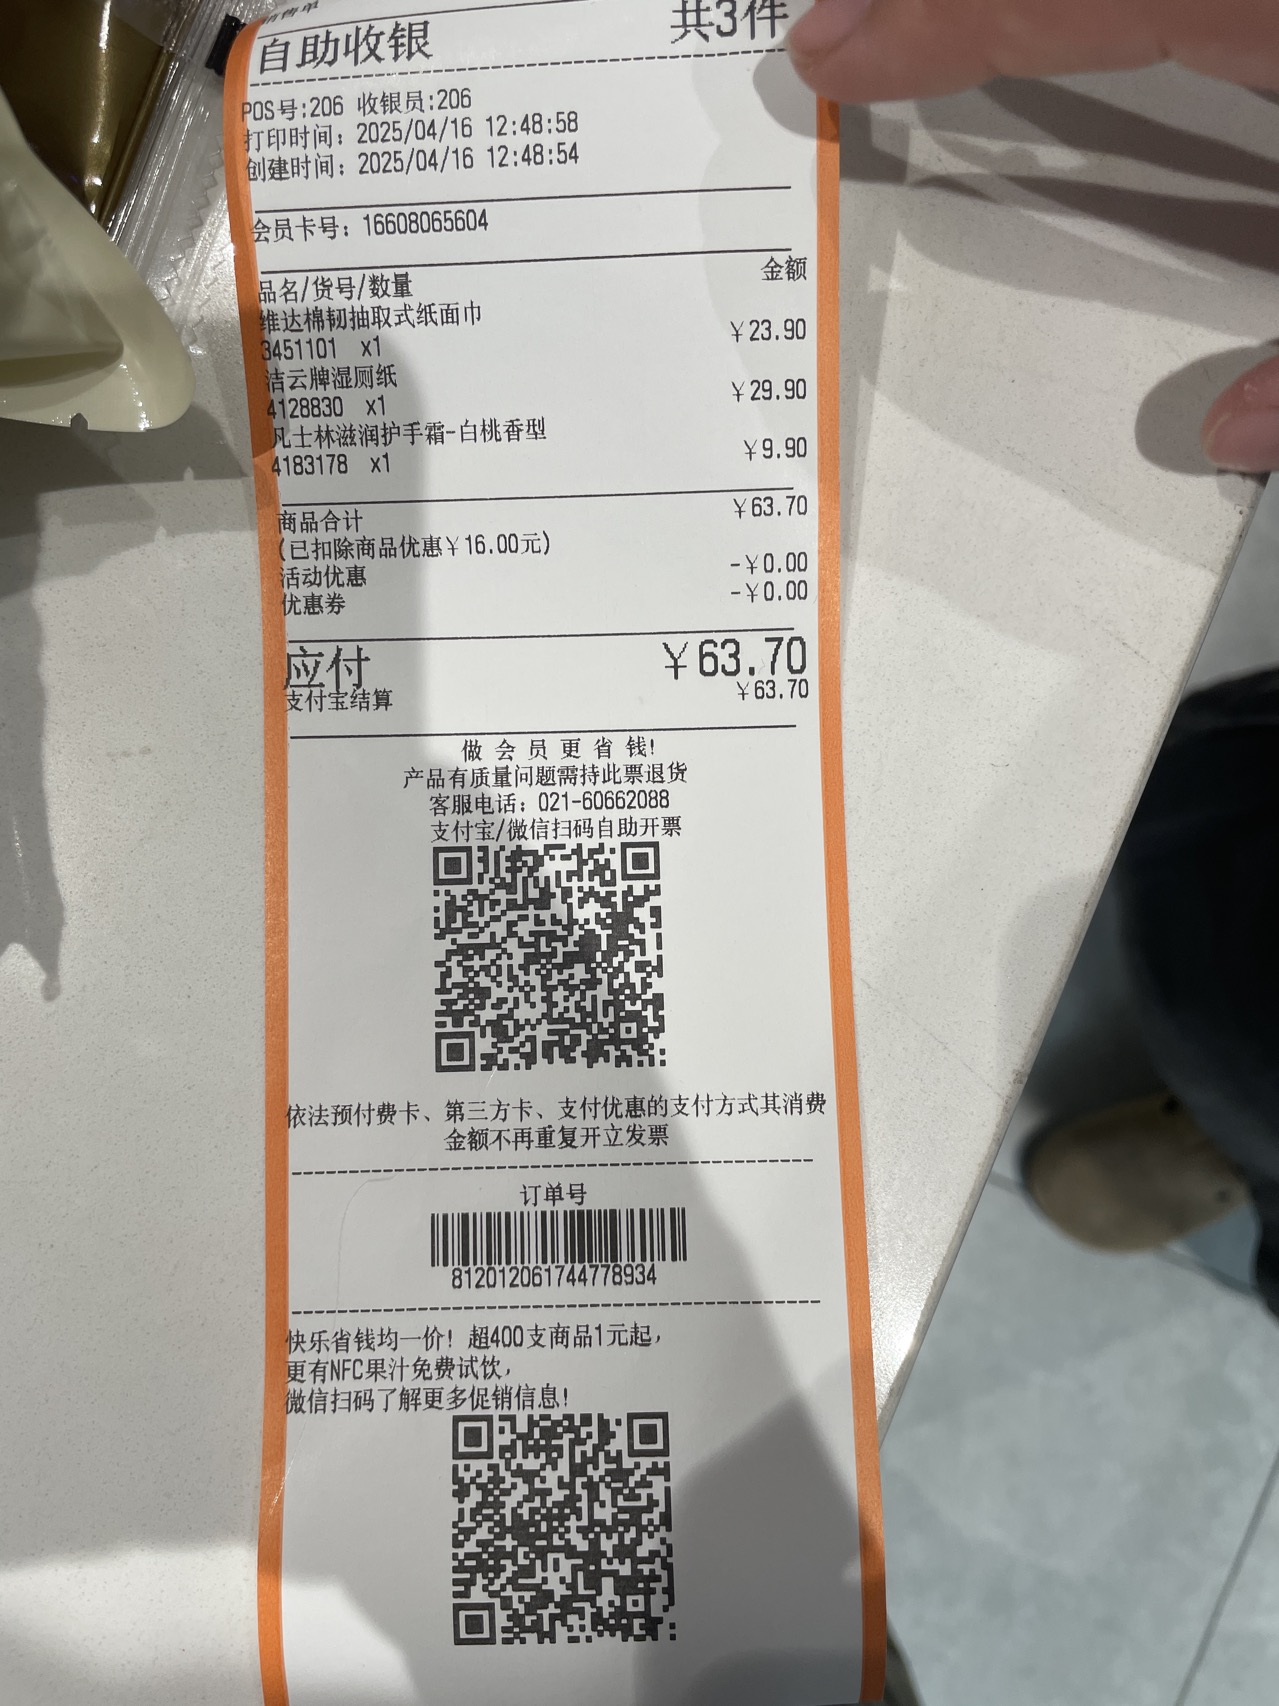 销售单
自助收银 共3件
POS号:206 收银员:206
打印时间: 2025/04/16 12:48:58
创建时间: 2025/04/16 12:48:54
会员卡号: 16608065604
品名/货号/数量 金额
维达棉韧抽取式纸面巾
3451101 x1 ￥23.90
洁云牌湿厕纸
4128830 x1 ￥29.90
凡士林滋润护手霜-白桃香型
4183178 x1 ￥9.90
商品合计 ￥63.70
(已扣除商品优惠￥16.00元)
活动优惠 -￥0.00
优惠券 -￥0.00
应付 ￥63.70
支付宝结算 ￥63.70
做会员更省钱!
产品有质量问题需持此票退货
客服电话: 021-60662088
支付宝/微信扫码自助开票
依法预付费卡、第三方卡、支付优惠的支付方式其消费
金额不再重复开立发票
订单号
812012061744778934
快乐省钱均一价! 超400支商品1元起,
更有NFC果汁免费试饮,
微信扫码了解更多促销信息!